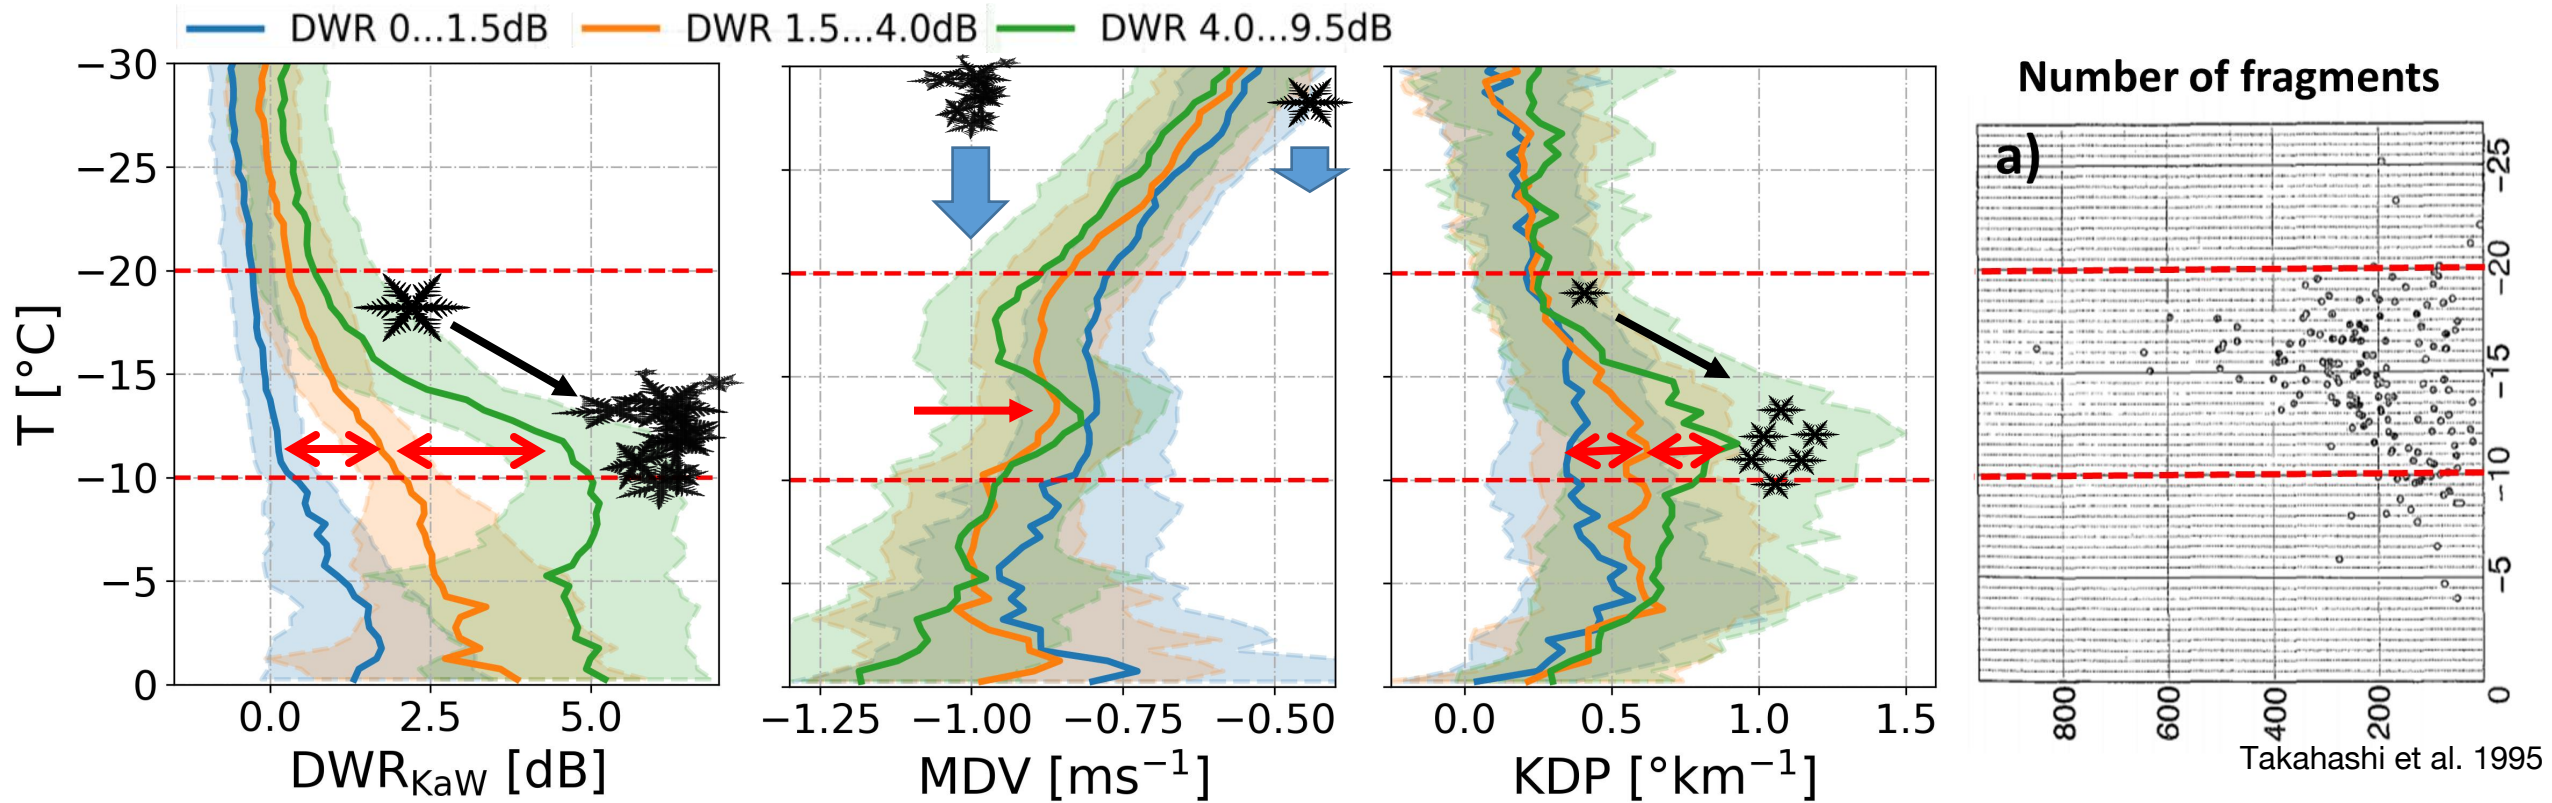 DWR 0...1.5dB DWR 1.5...4.0dB DWR 4.0...9.5dB
−30
−25
−20
−15
−10
−5
0
T [°C]
0.0 2.5 5.0
DWR_KaW [dB]
−1.25 −1.00 −0.75 −0.50
MDV [ms⁻¹]
0.0 0.5 1.0 1.5
KDP [°km⁻¹]
Number of fragments
a)
−25
−20
−15
−10
−5
0
800 600 400 200
Takahashi et al. 1995